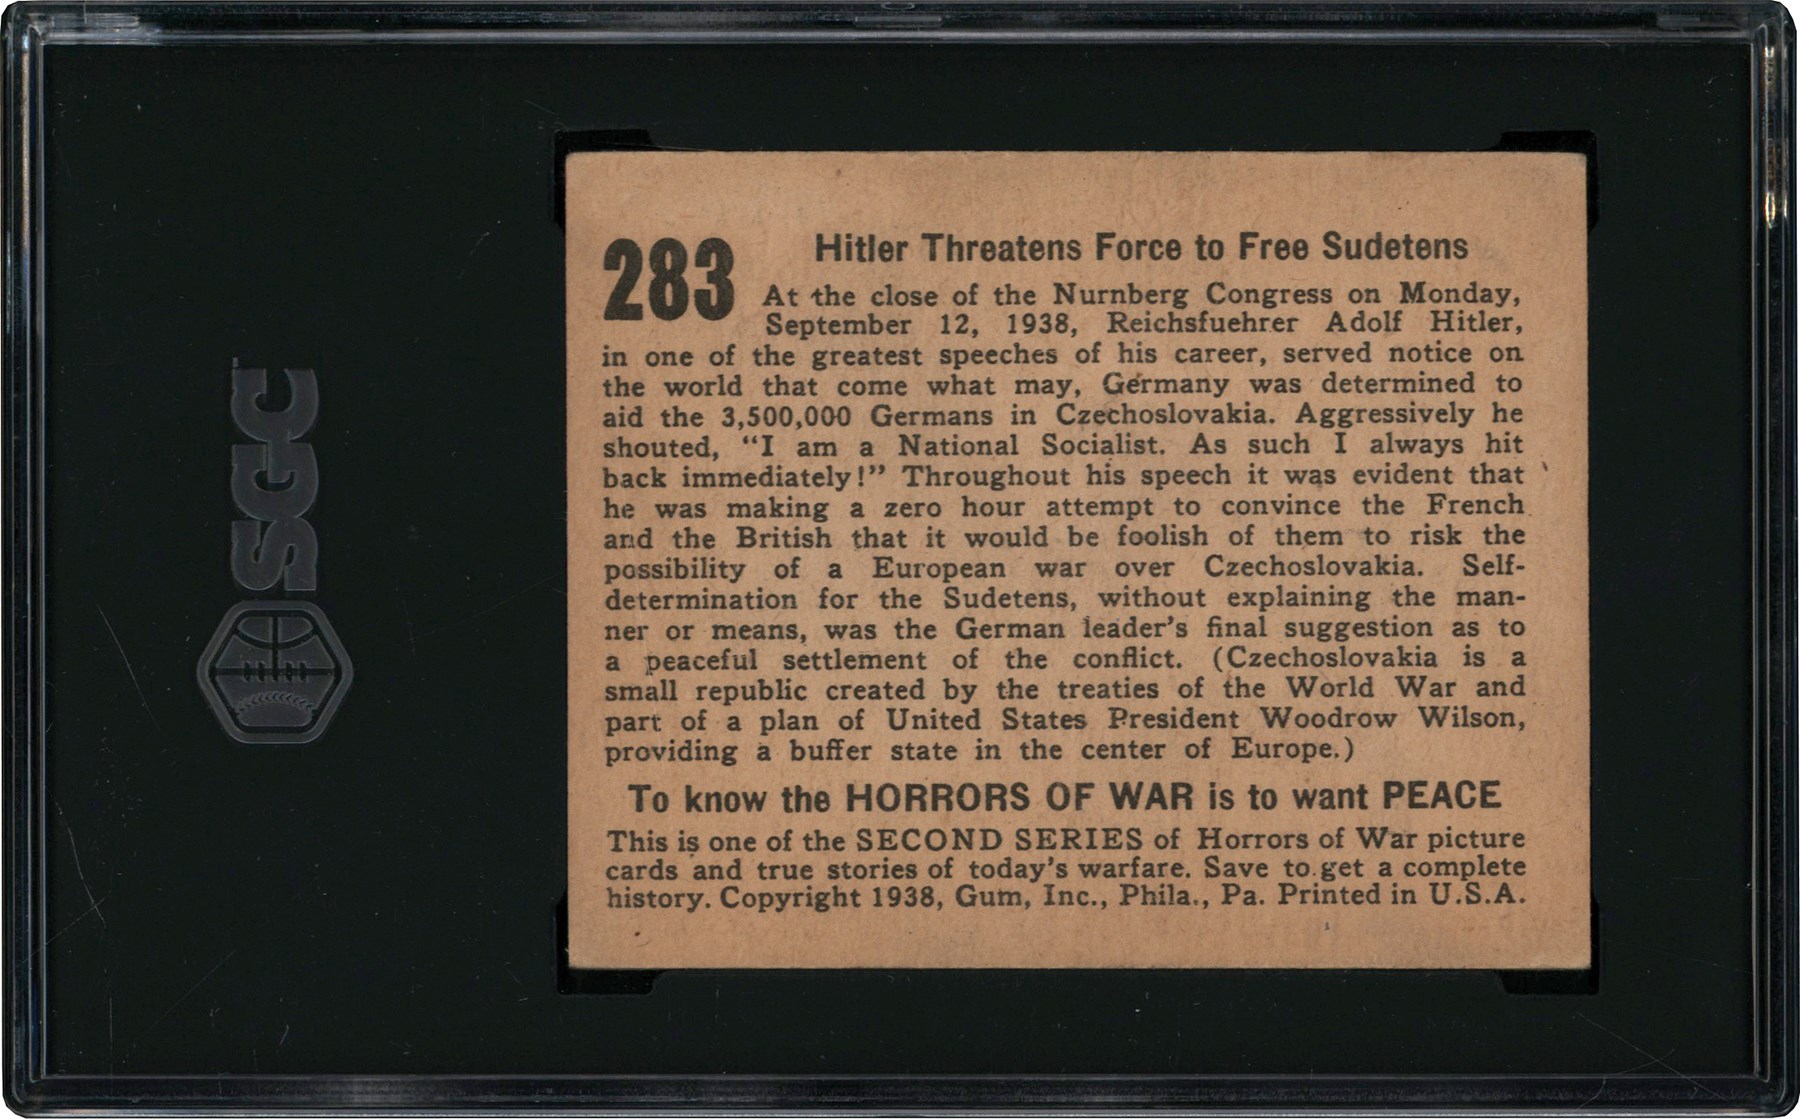 SGC
283
Hitler Threatens Force to Free Sudetens
At the close of the Nurnberg Congress on Monday,
September 12, 1938, Reichsfuehrer Adolf Hitler,
in one of the greatest speeches of his career, served notice on
the world that come what may, Germany was determined to
aid the 3,500,000 Germans in Czechoslovakia. Aggressively he
shouted, "I am a National Socialist. As such I always hit
back immediately!" Throughout his speech it was evident that
he was making a zero hour attempt to convince the French
and the British that it would be foolish of them to risk the
possibility of a European war over Czechoslovakia. Self-
determination for the Sudetens, without explaining the man-
ner or means, was the German leader's final suggestion as to
a peaceful settlement of the conflict. (Czechoslovakia is a
small republic created by the treaties of the World War and
part of a plan of United States President Woodrow Wilson,
providing a buffer state in the center of Europe.)
To know the HORRORS OF WAR is to want PEACE
This is one of the SECOND SERIES of Horrors of War picture
cards and true stories of today's warfare. Save to get a complete
history. Copyright 1938, Gum, Inc., Phila., Pa. Printed in U.S.A.